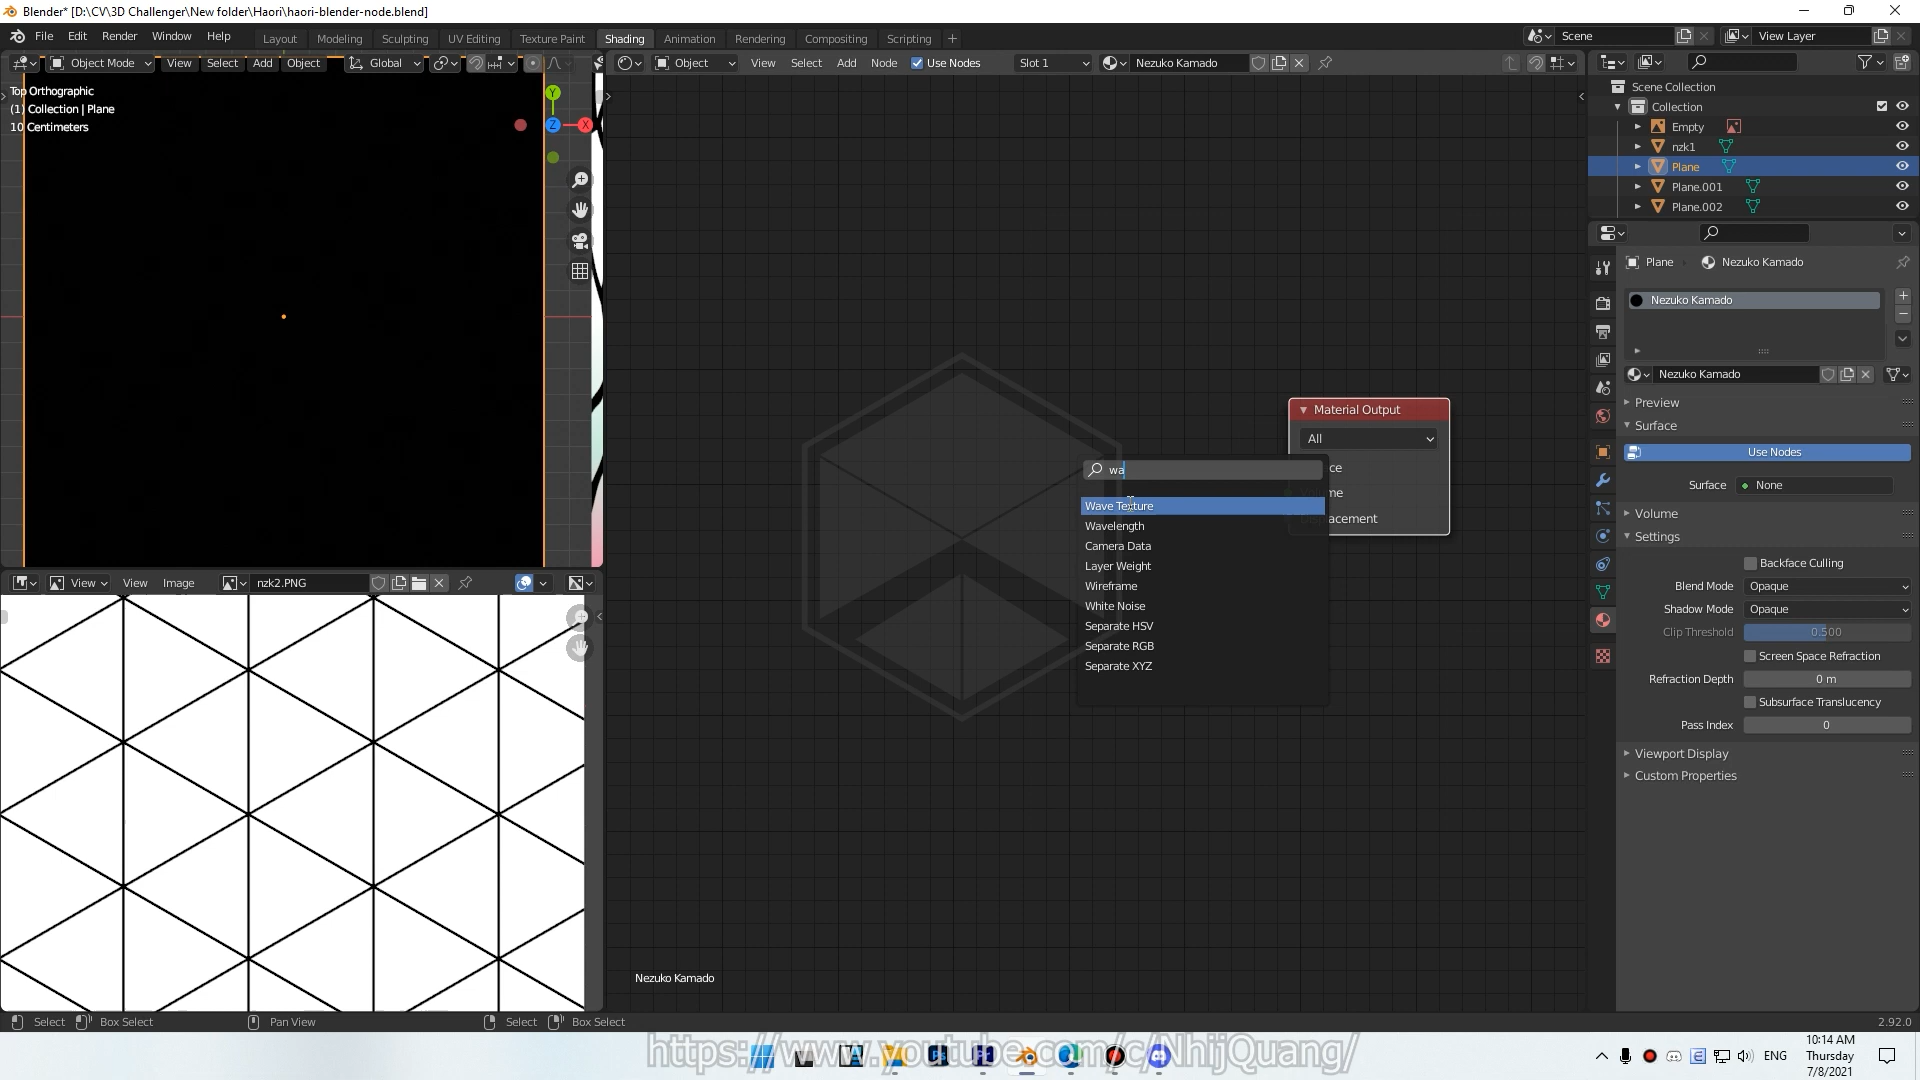 Blender* [D:\CV\3D Challenger\New folder\Haori\haori-blender-node.blend]
File Edit Render Window Help Layout Modeling Sculpting UV Editing Texture Paint Shading Animation Rendering Compositing Scripting + Scene View Layer
Object Mode View Select Add Object Global
Object View Select Add Node Use Nodes Slot 1 Nezuko Kamado
Top Orthographic
(1) Collection | Plane
10 Centimeters
Y
Z X
Scene Collection
Collection
Empty
nzk1
Plane
Plane.001
Plane.002
Plane Nezuko Kamado
Nezuko Kamado
Nezuko Kamado
Preview
Surface
Use Nodes
Surface None
Volume
Settings
Backface Culling
Blend Mode Opaque
Shadow Mode Opaque
Clip Threshold 0.500
Screen Space Refraction
Refraction Depth 0 m
Subsurface Translucency
Pass Index 0
Viewport Display
Custom Properties
Material Output
All
ce
me
lacement
wa
Wave Texture
Wavelength
Camera Data
Layer Weight
Wireframe
White Noise
Separate HSV
Separate RGB
Separate XYZ
View View Image nzk2.PNG
Nezuko Kamado
Select Box Select Pan View Select Box Select 2.92.0
https://www.youtube.com/c/NhijQuang/
Ps Pr
ENG
10:14 AM
Thursday
7/8/2021